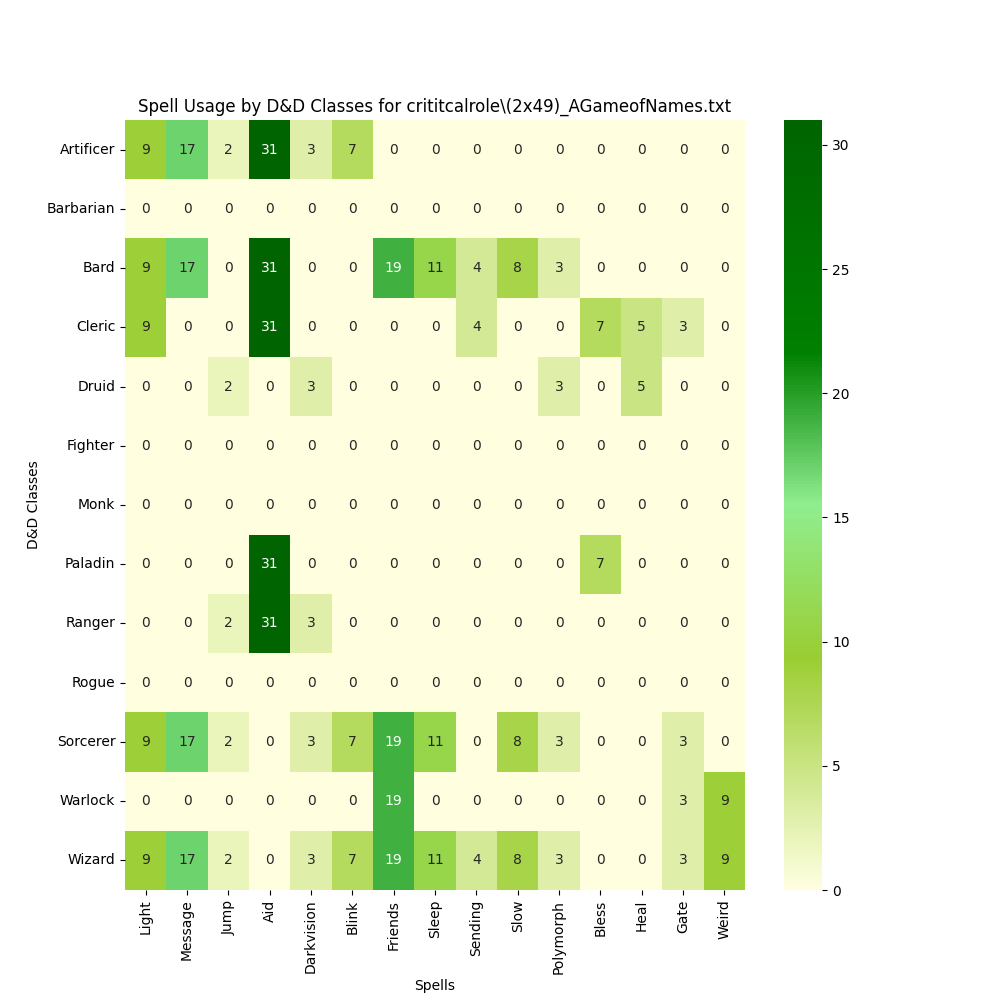 Spell Usage by D&D Classes for crititcalrole\(2x49)_AGameofNames.txt
Artificer 9 17 2 31 3 7 0 0 0 0 0 0 0 0 0
Barbarian 0 0 0 0 0 0 0 0 0 0 0 0 0 0 0
Bard 9 17 0 31 0 0 19 11 4 8 3 0 0 0 0
Cleric 9 0 0 31 0 0 0 0 4 0 0 7 5 3 0
Druid 0 0 2 0 3 0 0 0 0 0 3 0 5 0 0
Fighter 0 0 0 0 0 0 0 0 0 0 0 0 0 0 0
Monk 0 0 0 0 0 0 0 0 0 0 0 0 0 0 0
Paladin 0 0 0 31 0 0 0 0 0 0 0 7 0 0 0
Ranger 0 0 2 31 3 0 0 0 0 0 0 0 0 0 0
Rogue 0 0 0 0 0 0 0 0 0 0 0 0 0 0 0
Sorcerer 9 17 2 0 3 7 19 11 0 8 3 0 0 3 0
Warlock 0 0 0 0 0 0 19 0 0 0 0 0 0 3 9
Wizard 9 17 2 0 3 7 19 11 4 8 3 0 0 3 9
D&D Classes
Light Message Jump Aid Darkvision Blink Friends Sleep Sending Slow Polymorph Bless Heal Gate Weird
Spells
30
25
20
15
10
5
0